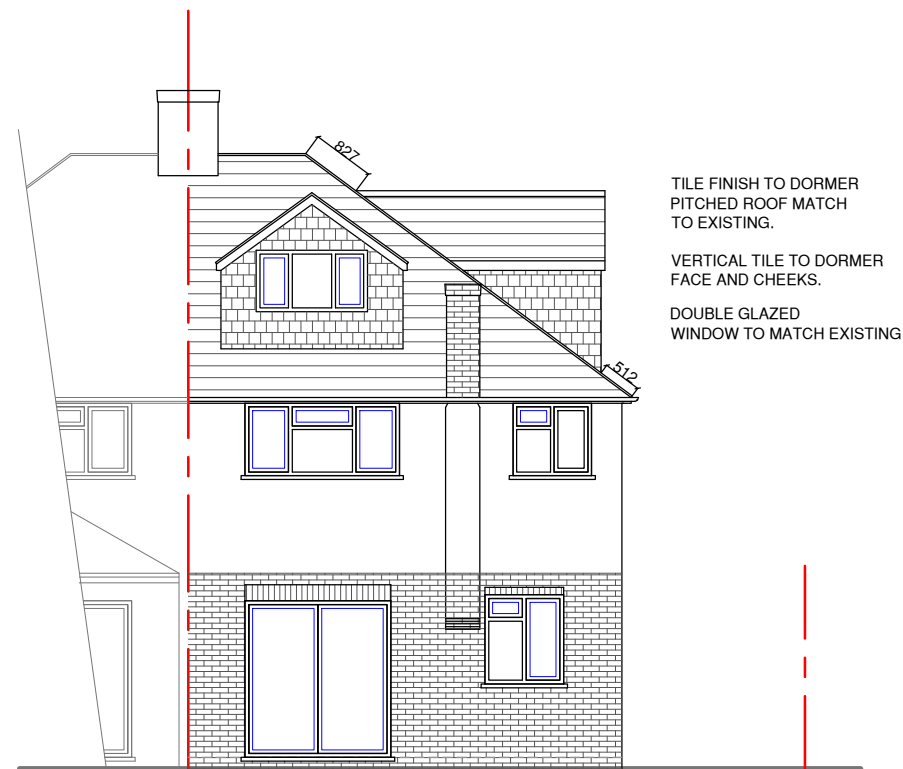 827
TILE FINISH TO DORMER
PITCHED ROOF MATCH
TO EXISTING.
VERTICAL TILE TO DORMER
FACE AND CHEEKS.
DOUBLE GLAZED
WINDOW TO MATCH EXISTING
512